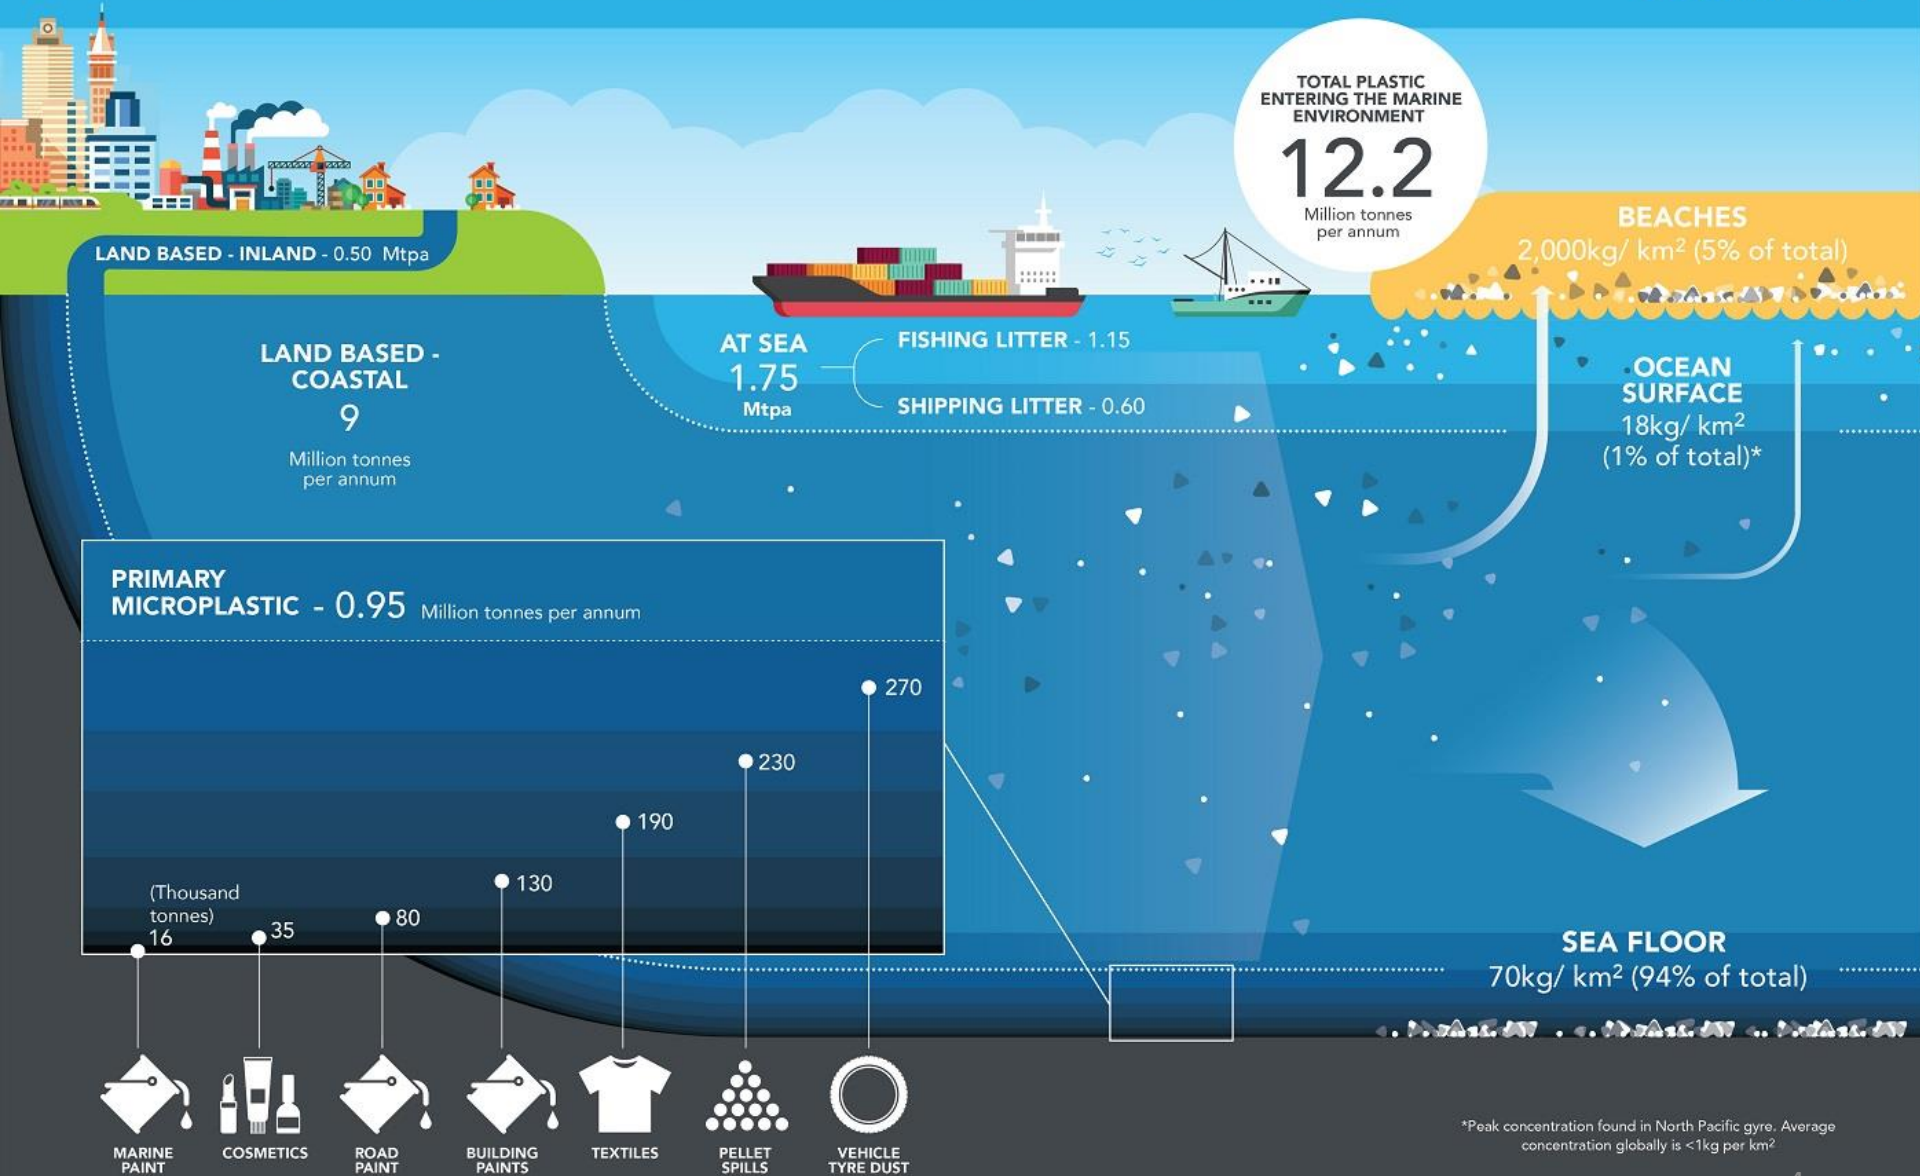 TOTAL PLASTIC
ENTERING THE MARINE
ENVIRONMENT
12.2
Million tonnes
per annum
BEACHES
2,000kg/ km² (5% of total)
LAND BASED - INLAND - 0.50 Mtpa
LAND BASED -
COASTAL
9
Million tonnes
per annum
AT SEA
1.75
Mtpa
FISHING LITTER - 1.15
SHIPPING LITTER - 0.60
OCEAN
SURFACE
18kg/ km²
(1% of total)*
PRIMARY
MICROPLASTIC - 0.95 Million tonnes per annum
270
230
190
130
(Thousand
tonnes)
16
35
80
SEA FLOOR
70kg/ km² (94% of total)
MARINE
PAINT
COSMETICS
ROAD
PAINT
BUILDING
PAINTS
TEXTILES
PELLET
SPILLS
VEHICLE
TYRE DUST
*Peak concentration found in North Pacific gyre. Average
concentration globally is <1kg per km²